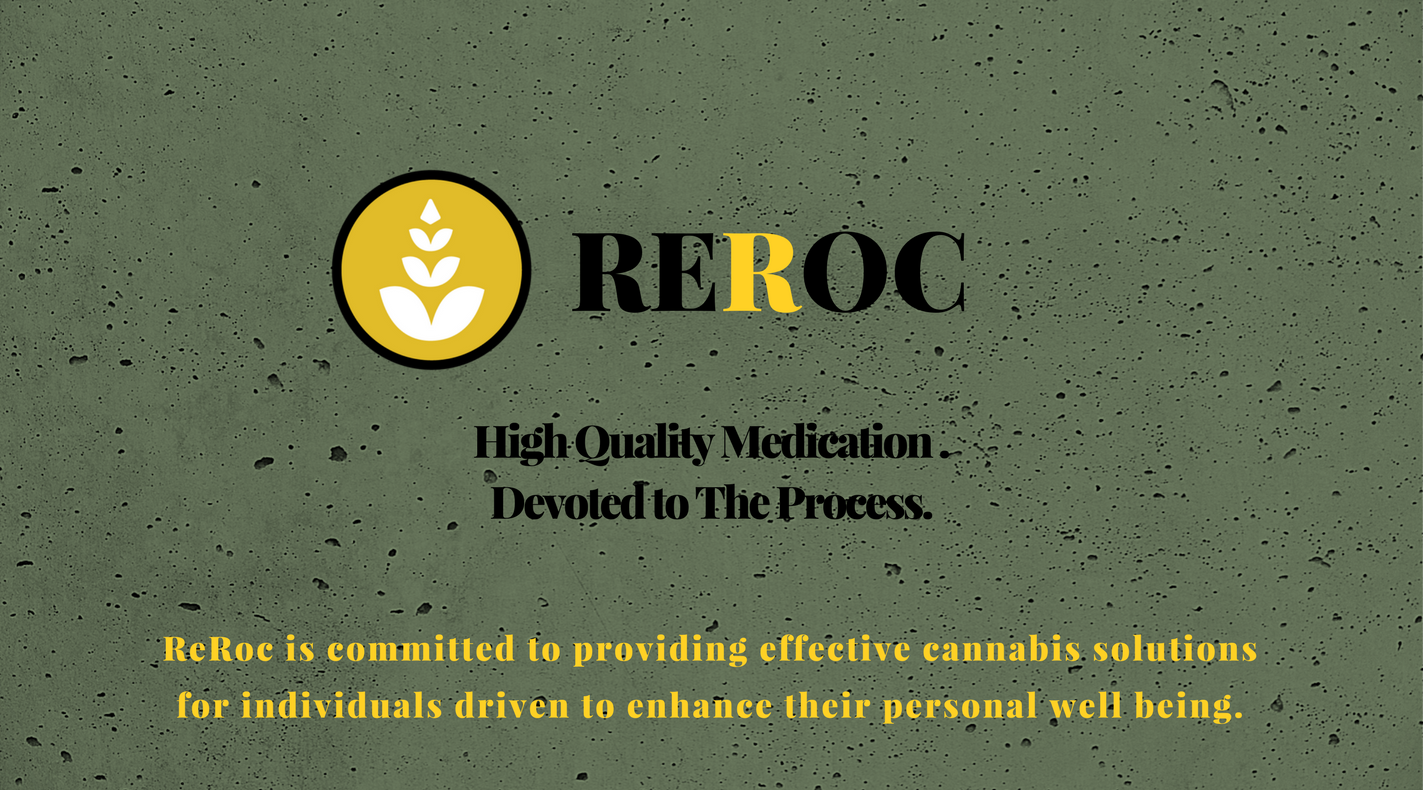 REROC
High Quality Medication .
Devoted to The Process.
ReRoc is committed to providing effective cannabis solutions
for individuals driven to enhance their personal well being.